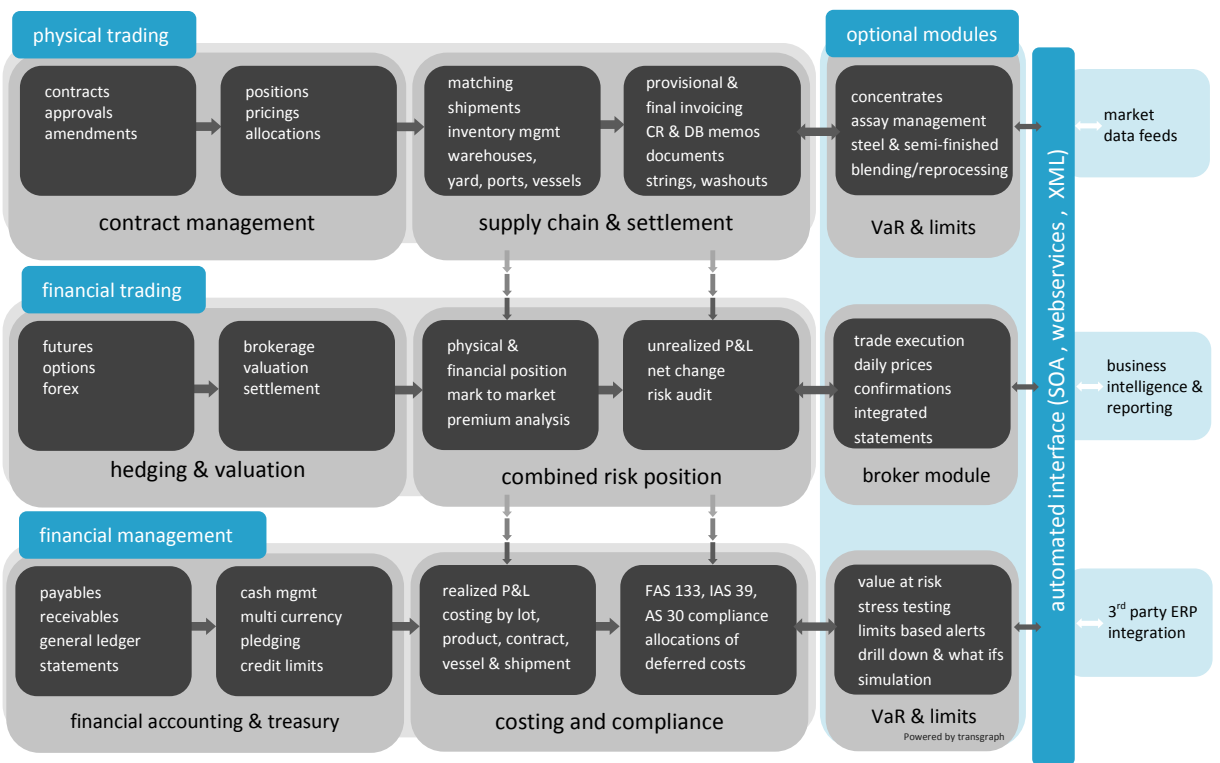 physical trading
contracts
approvals
amendments
positions
pricings
allocations
contract management
matching
shipments
inventory mgmt
warehouses,
yard, ports, vessels
provisional &
final invoicing
CR & DB memos
documents
strings, washouts
supply chain & settlement
optional modules
concentrates
assay management
steel & semi-finished
blending/reprocessing
VaR & limits
financial trading
futures
options
forex
brokerage
valuation
settlement
hedging & valuation
physical &
financial position
mark to market
premium analysis
unrealized P&L
net change
risk audit
combined risk position
trade execution
daily prices
confirmations
integrated
statements
broker module
financial management
payables
receivables
general ledger
statements
cash mgmt
multi currency
pledging
credit limits
financial accounting & treasury
realized P&L
costing by lot,
product, contract,
vessel & shipment
FAS 133, IAS 39,
AS 30 compliance
allocations of
deferred costs
costing and compliance
value at risk
stress testing
limits based alerts
drill down & what ifs
simulation
VaR & limits
Powered by transgraph
automated interface (SOA , webservices , XML)
market
data feeds
business
intelligence &
reporting
3rd party ERP
integration